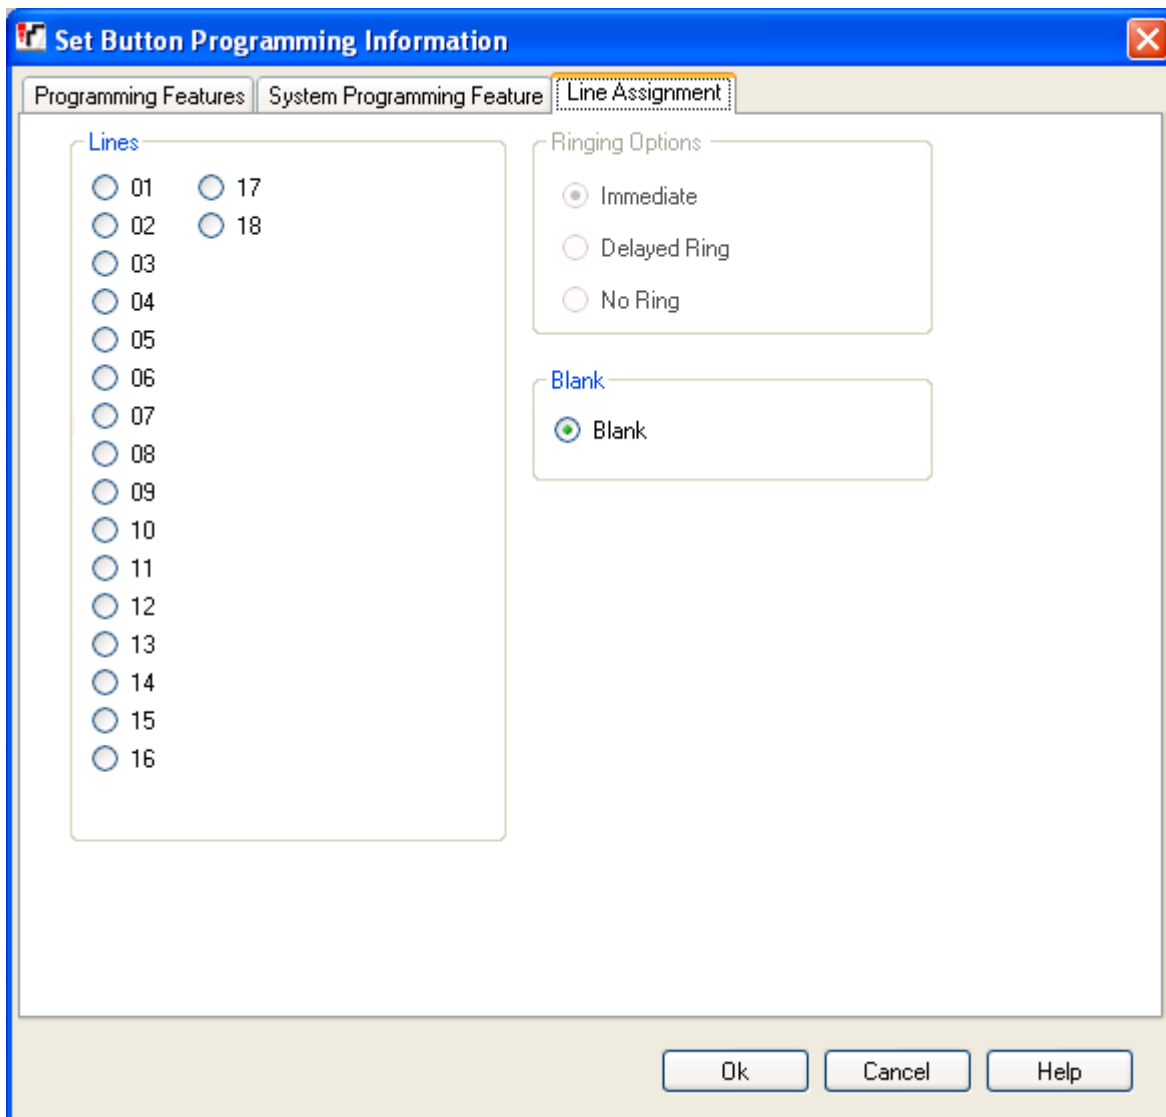 Set Button Programming Information
Programming Features
System Programming Feature
Line Assignment
Lines
01
02
03
04
05
06
07
08
09
10
11
12
13
14
15
16
17
18
Ringing Options
Immediate
Delayed Ring
No Ring
Blank
Blank
Ok
Cancel
Help